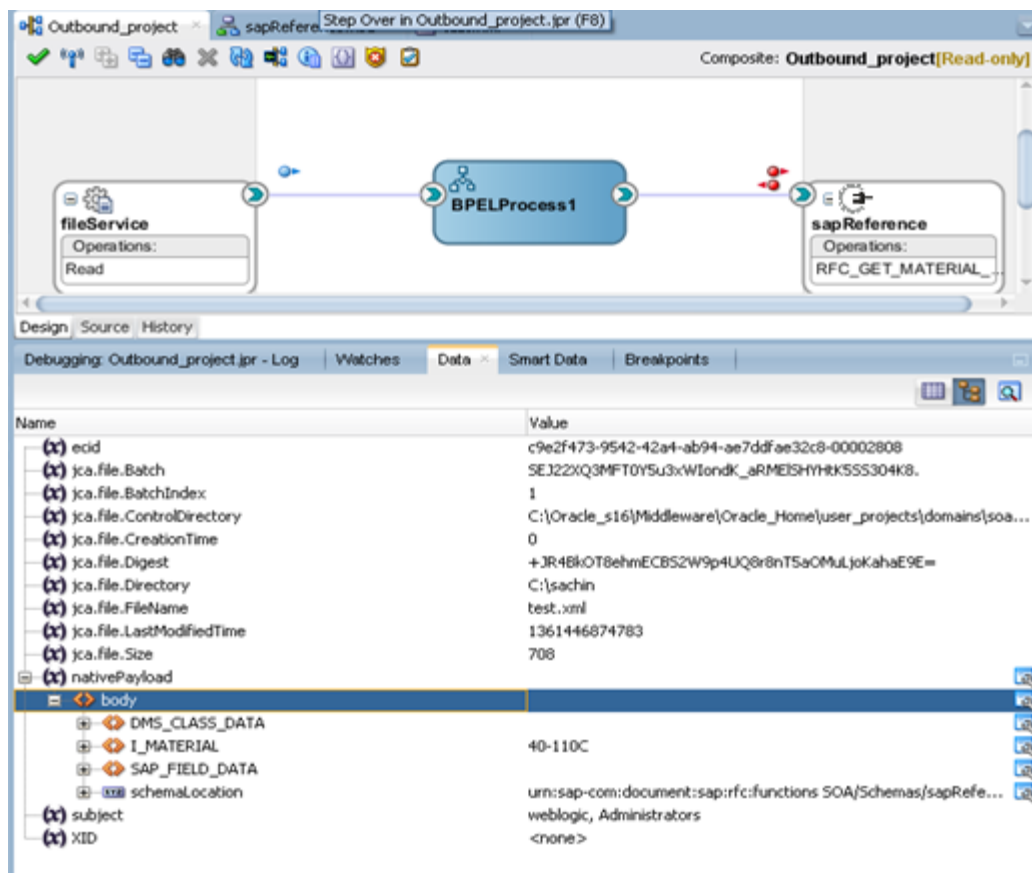 Outbound_project
sapRefere
Step Over in Outbound_project.jpr (F8)
Composite: Outbound_project[Read-only]
fileService
Operations:
Read
BPELProcess1
sapReference
Operations:
RFC_GET_MATERIAL_...
Design Source History
Debugging: Outbound_project.jpr - Log Watches Data Smart Data Breakpoints
Name Value
ecid c9e2f473-9542-42a4-ab94-ae7ddfae32c8-00002808
jca.file.Batch
jca.file.BatchIndex 1
jca.file.ControlDirectory C:\Oracle_s16\Middleware\Oracle_Home\user_projects\domains\soa...
jca.file.CreationTime 0
jca.file.Digest
jca.file.Directory C:\sachin
jca.file.FileName test.xml
jca.file.LastModifiedTime 1361446874783
jca.file.Size 708
nativePayload
body
DMS_CLASS_DATA
I_MATERIAL 40-110C
SAP_FIELD_DATA
schemaLocation urn:sap-com:document:sap:rfc:functions SOA/Schemas/sapRefe...
subject weblogic, Administrators
XID <none>